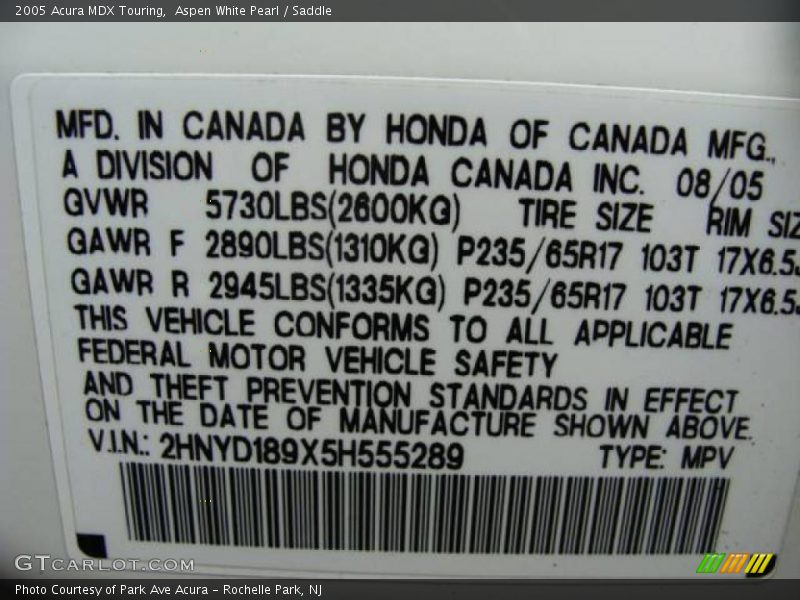 2005 Acura MDX Touring, Aspen White Pearl / Saddle
MFD. IN CANADA BY HONDA OF CANADA MFG.,
A DIVISION OF HONDA CANADA INC. 08/05
GVWR 5730LBS(2600KG) TIRE SIZE RIM SIZ
GAWR F 2890LBS(1310KG) P235/65R17 103T 17X6.5J
GAWR R 2945LBS(1335KG) P235/65R17 103T 17X6.5J
THIS VEHICLE CONFORMS TO ALL APPLICABLE
FEDERAL MOTOR VEHICLE SAFETY
AND THEFT PREVENTION STANDARDS IN EFFECT
ON THE DATE OF MANUFACTURE SHOWN ABOVE.
V.I.N.: 2HNYD189X5H555289 TYPE: MPV
GTCARLOT.COM
Photo Courtesy of Park Ave Acura - Rochelle Park, NJ